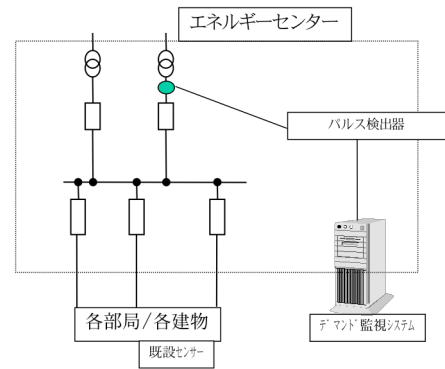 エネルギーセンター
パルス検出器
各部局/各建物
既設センサー
デマンド監視システム